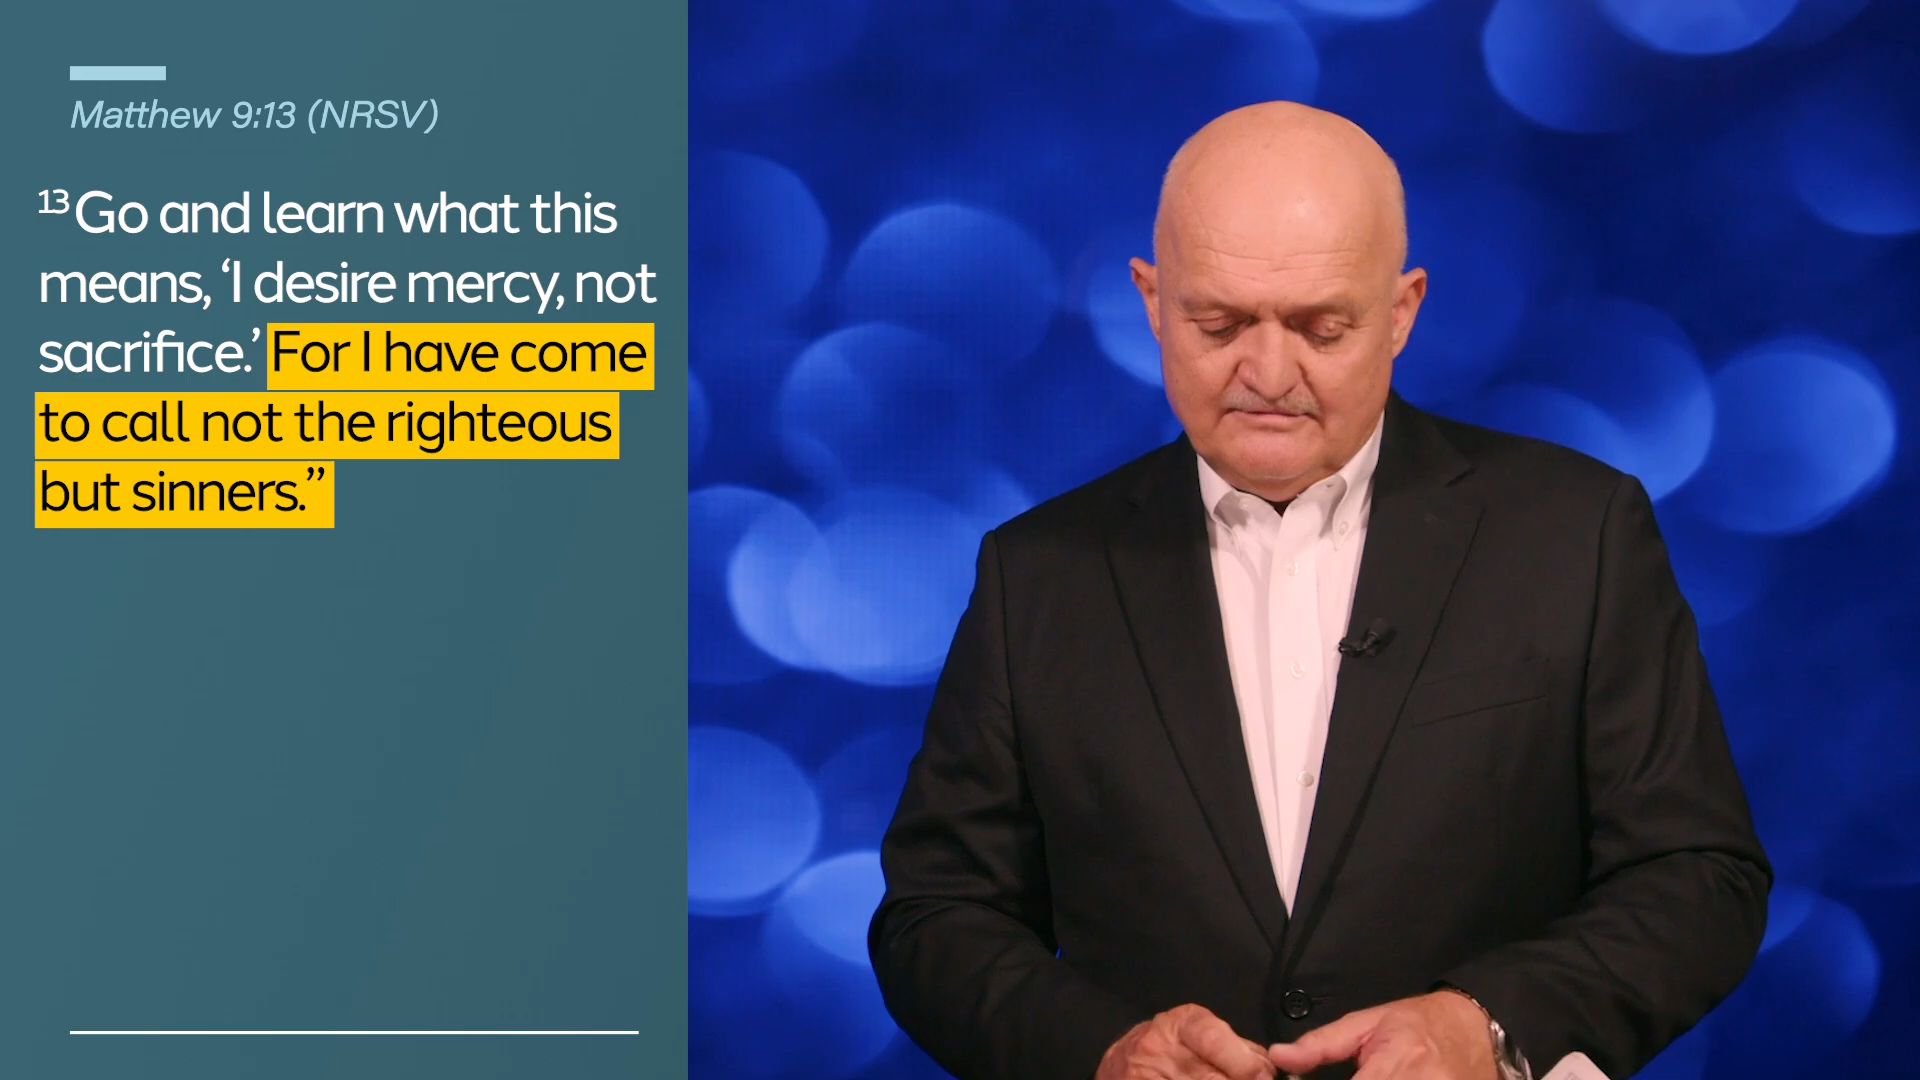 Matthew 9:13 (NRSV)
13 Go and learn what this
means, ‘I desire mercy, not
sacrifice.’ For I have come
to call not the righteous
but sinners.”